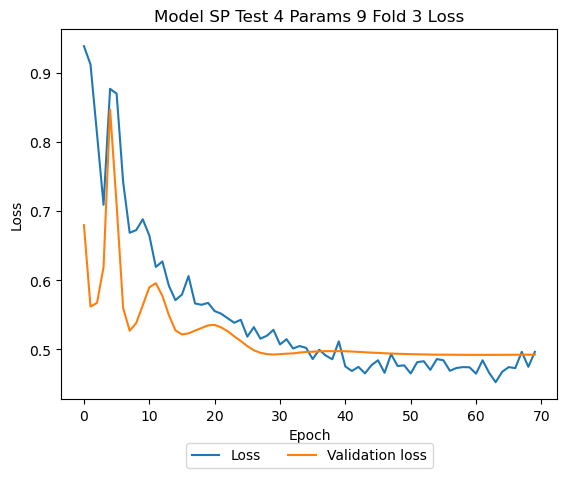 Model SP Test 4 Params 9 Fold 3 Loss
0.9
0.8
0.7
0.6
0.5
Loss
0 10 20 30 40 50 60 70
Epoch
Loss Validation loss